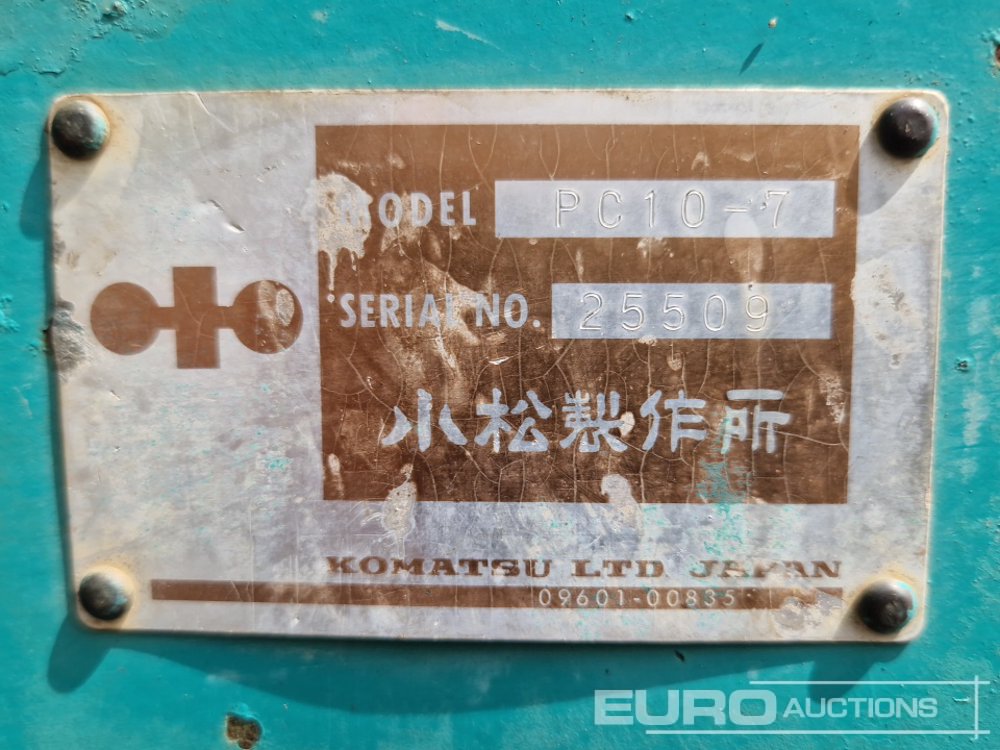 MODEL PC10-7
SERIAL NO. 25509
小松製作所
KOMATSU LTD JAPAN
09601-00835
EURO AUCTIONS